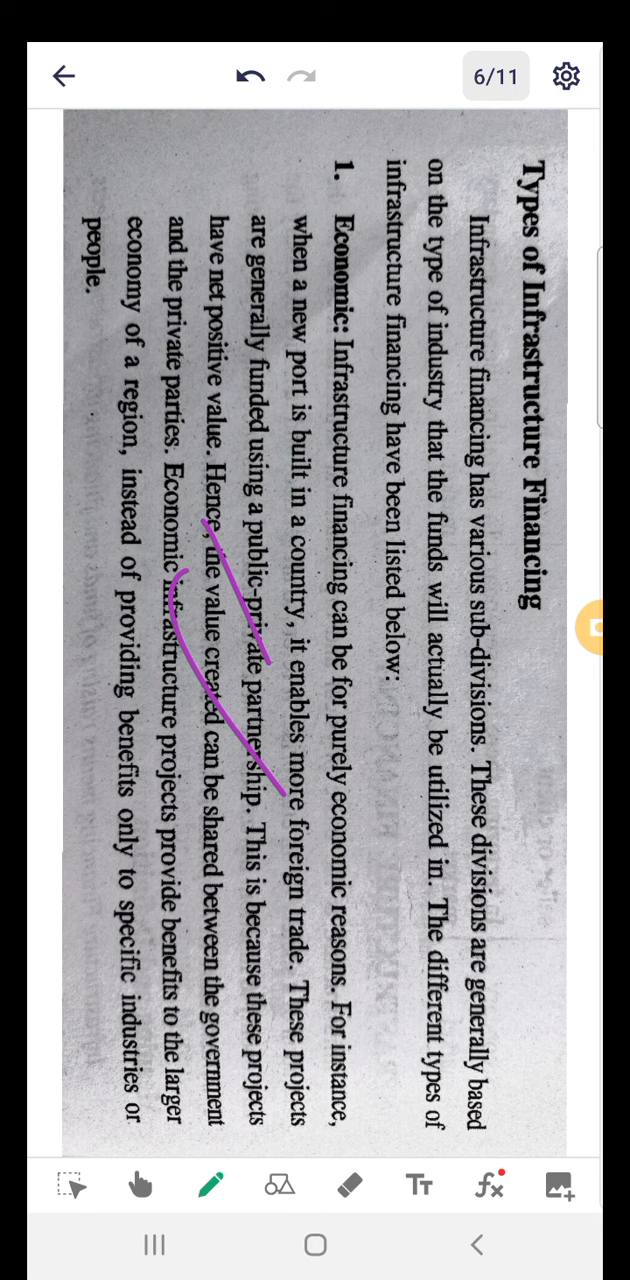 6/11
Types of Infrastructure Financing
Infrastructure financing has various sub-divisions. These divisions are generally based
on the type of industry that the funds will actually be utilized in. The different types of
infrastructure financing have been listed below:
1. Economic: Infrastructure financing can be for purely economic reasons. For instance,
when a new port is built in a country, it enables more foreign trade. These projects
are generally funded using a public-private partnership. This is because these projects
have net positive value. Hence, the value created can be shared between the government
and the private parties. Economic infrastructure projects provide benefits to the larger
economy of a region, instead of providing benefits only to specific industries or
people.
TT fx